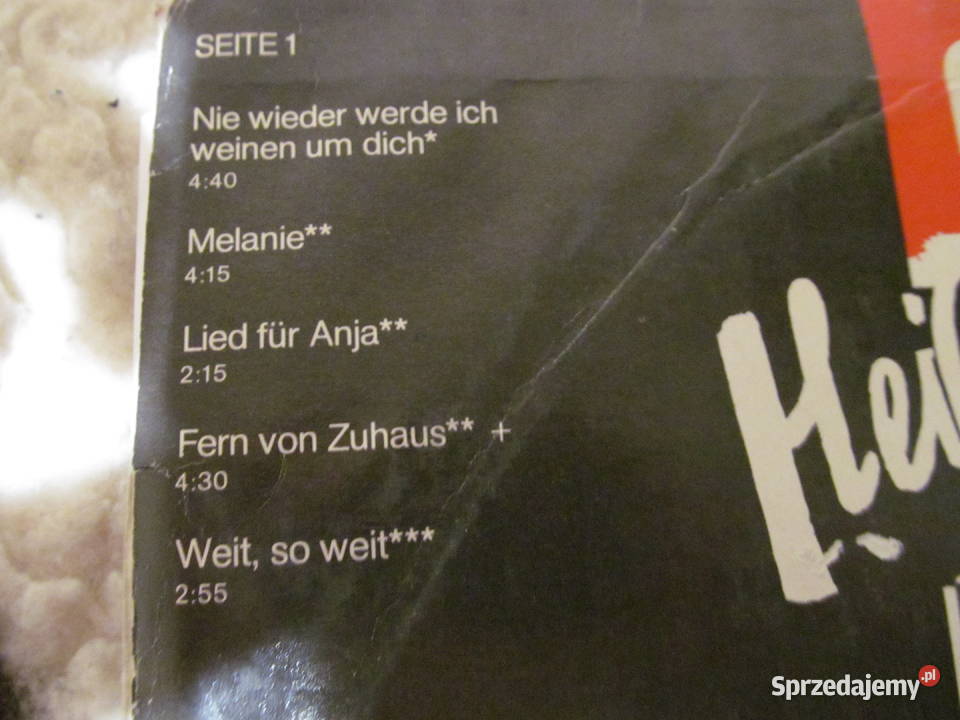 SEITE 1
Nie wieder werde ich
weinen um dich*
4:40
Melanie**
4:15
Lied für Anja**
2:15
Fern von Zuhaus** +
4:30
Weit, so weit***
2:55
Sprzedajemy.pl